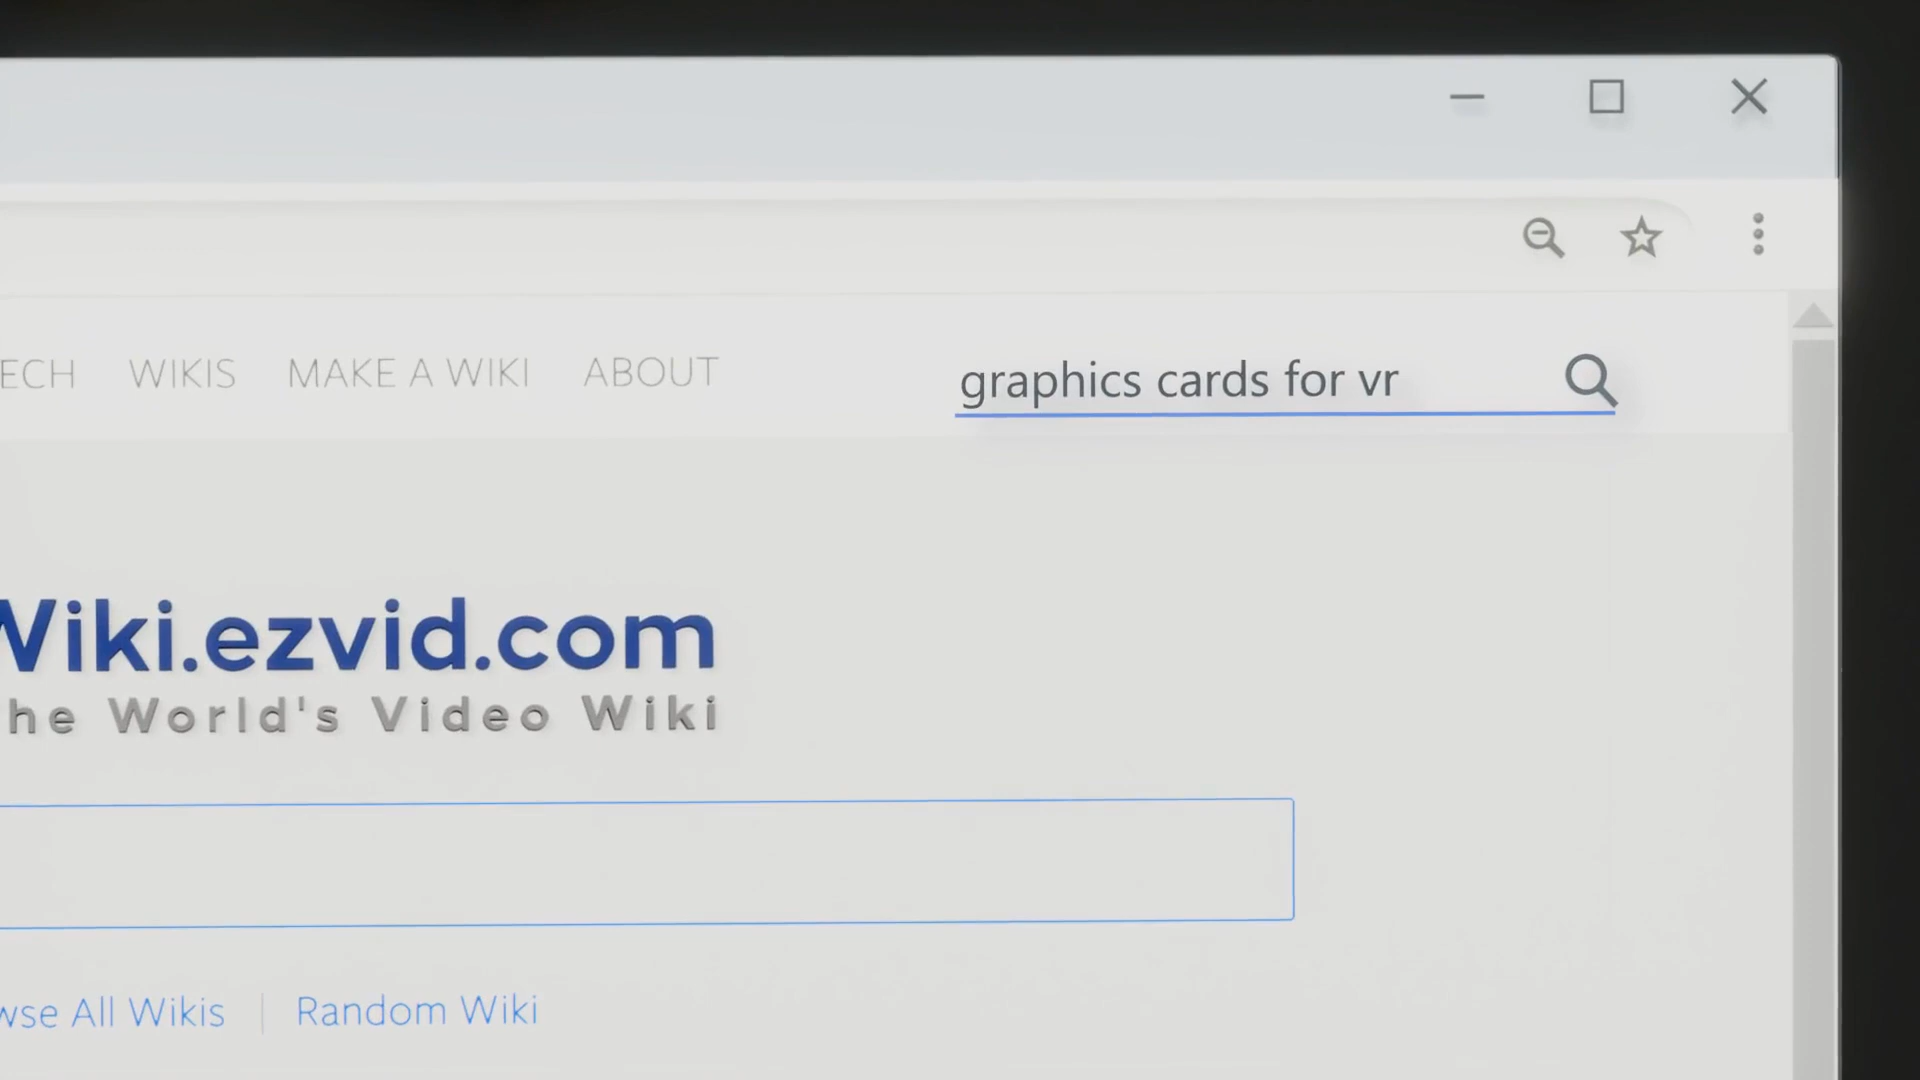 ECH WIKIS MAKE A WIKI ABOUT
graphics cards for vr
Wiki.ezvid.com
he World's Video Wiki
wse All Wikis | Random Wiki